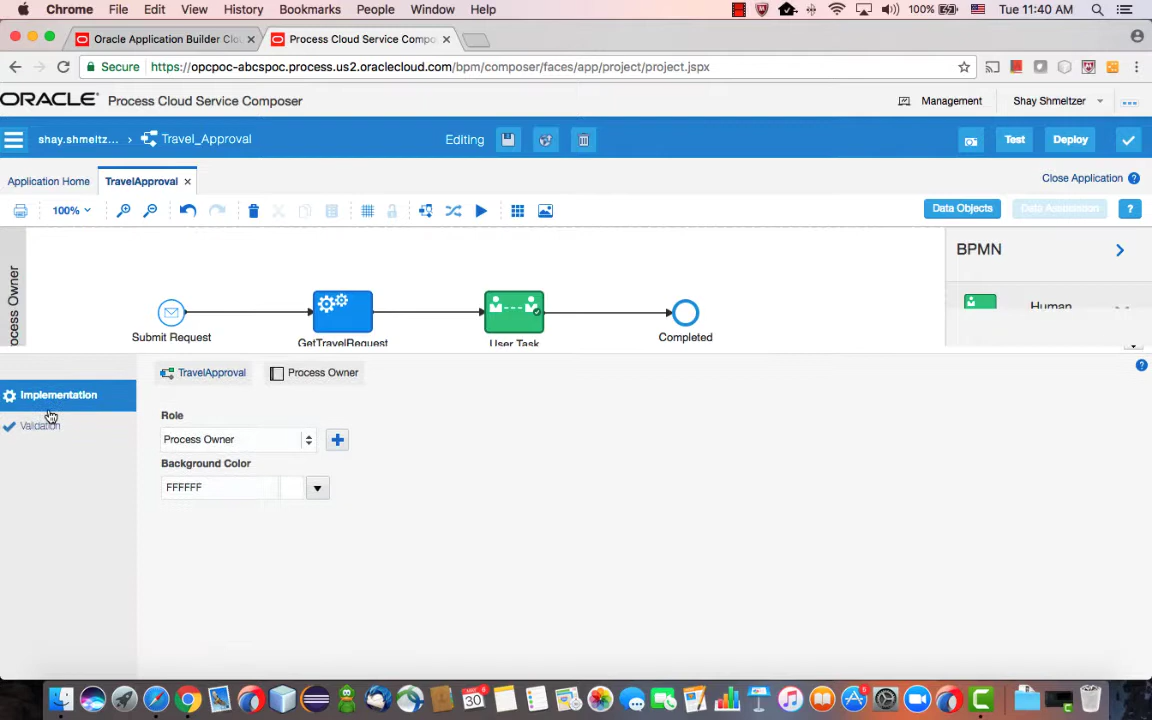 Chrome File Edit View History Bookmarks People Window Help 100% Tue 11:40 AM
Oracle Application Builder Clo Process Cloud Service Compo
Secure https://opcpoc-abcspoc.process.us2.oraclecloud.com/bpm/composer/faces/app/project/project.jspx
ORACLE Process Cloud Service Composer Management Shay Shmeltzer
shay.shmeltz... Travel_Approval Editing Test Deploy
Application Home TravelApproval Close Application
100% Data Objects Data Association ?
Process Owner
BPMN
Human
Submit Request GetTravelRequest User Task Completed
TravelApproval Process Owner
Implementation
Validation
Role
Process Owner
Background Color
FFFFFF